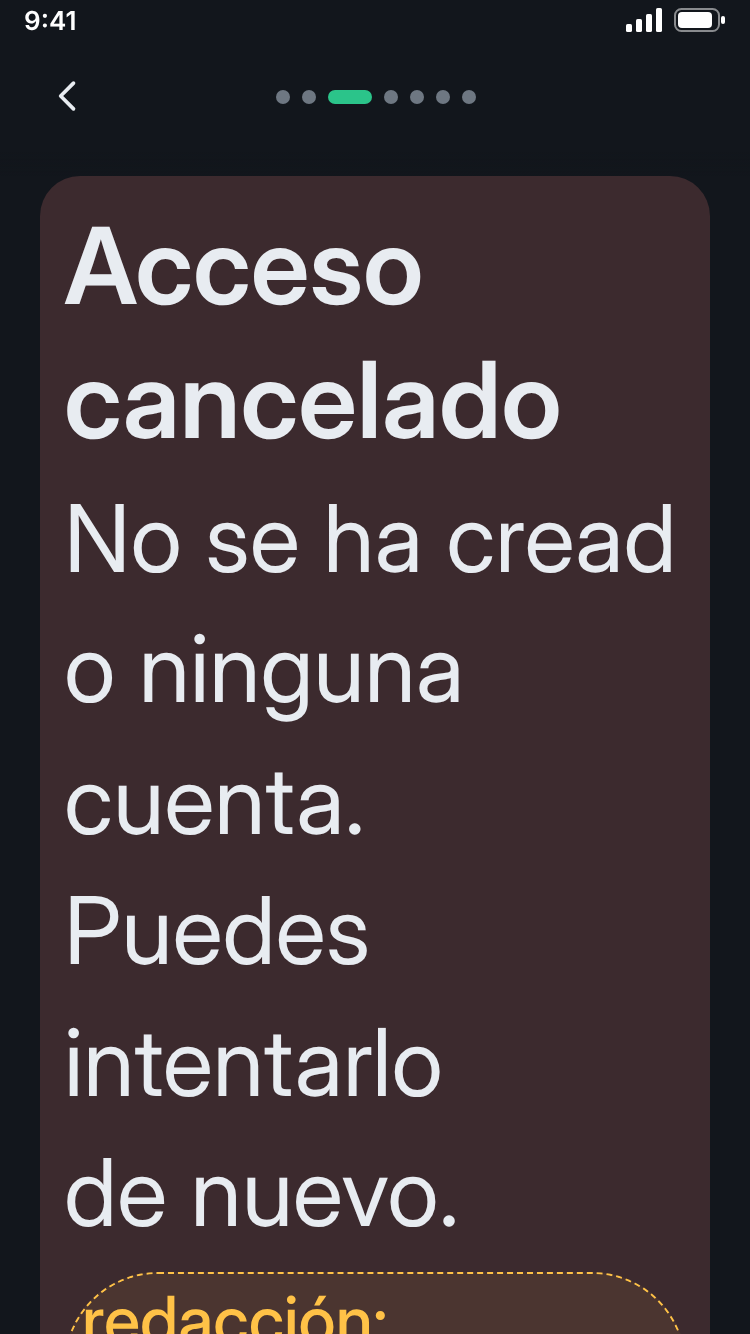 9:41
Acceso
cancelado
No se ha cread
o ninguna
cuenta.
Puedes
intentarlo
de nuevo.
redacción: